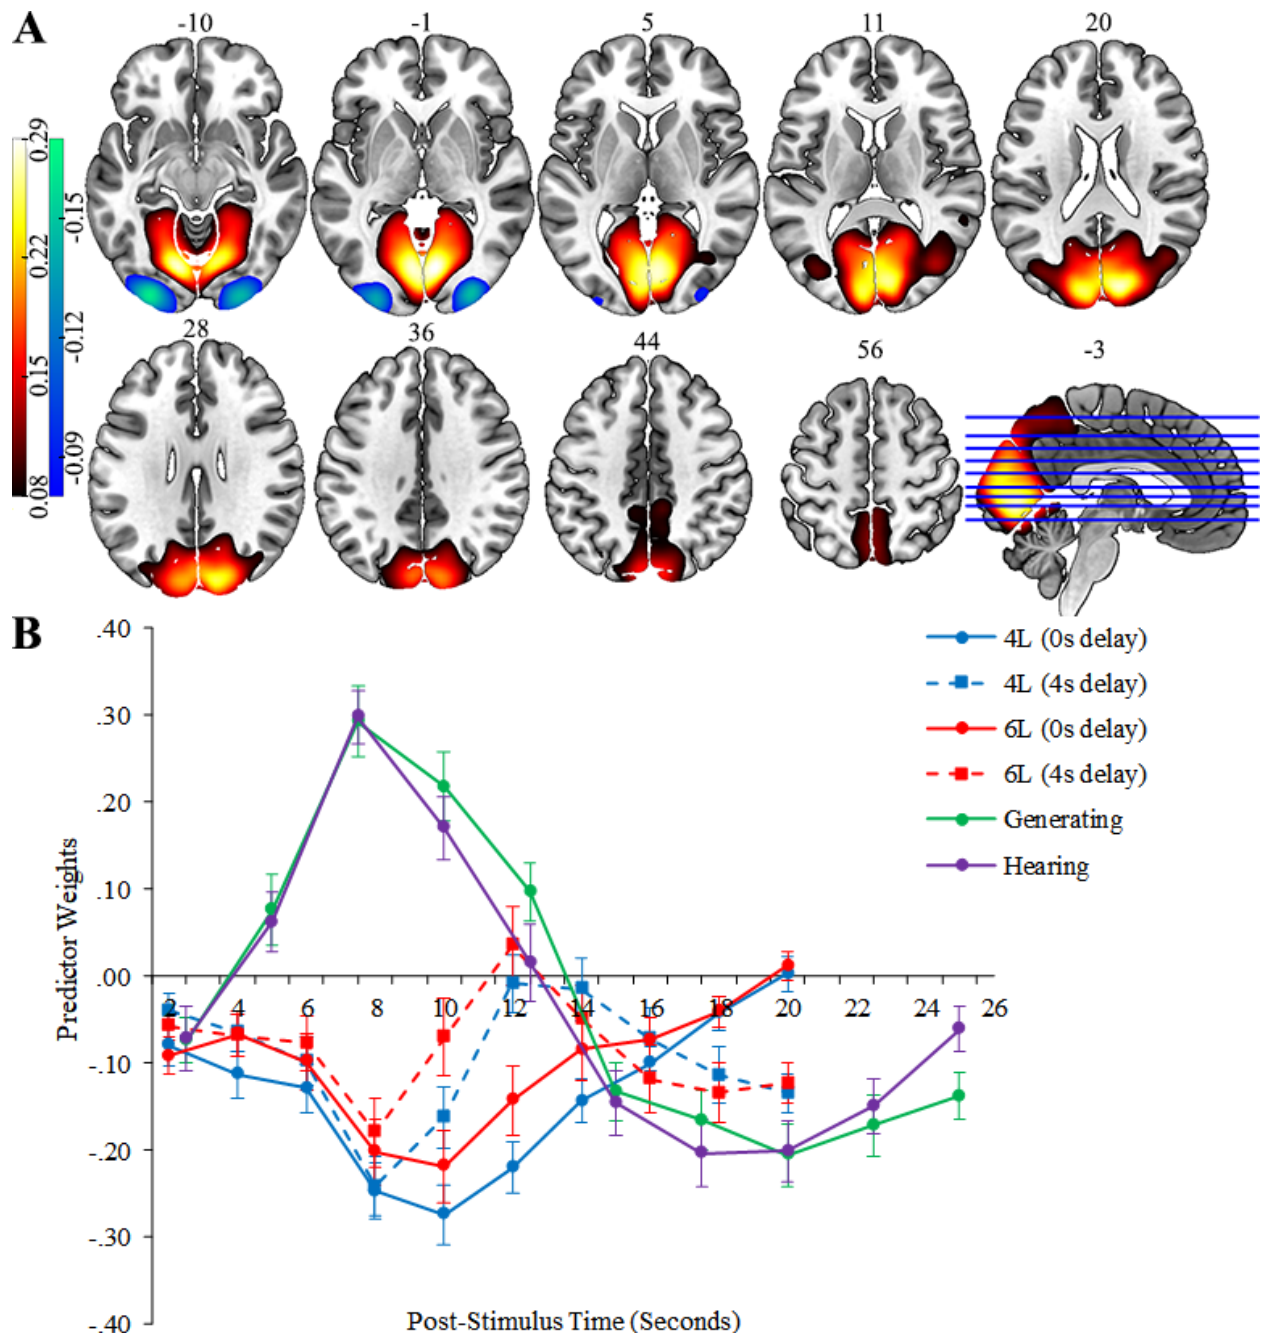 A
-10
-1
5
11
20
0.29
0.22
0.15
0.08
-0.15
-0.12
-0.09
28
36
44
56
-3
B
.40
.30
.20
.10
.00
-.10
-.20
-.30
-.40
Predictor Weights
2 4 6 8 10 12 14 16 18 20 22 24 26
Post-Stimulus Time (Seconds)
4L (0s delay)
4L (4s delay)
6L (0s delay)
6L (4s delay)
Generating
Hearing